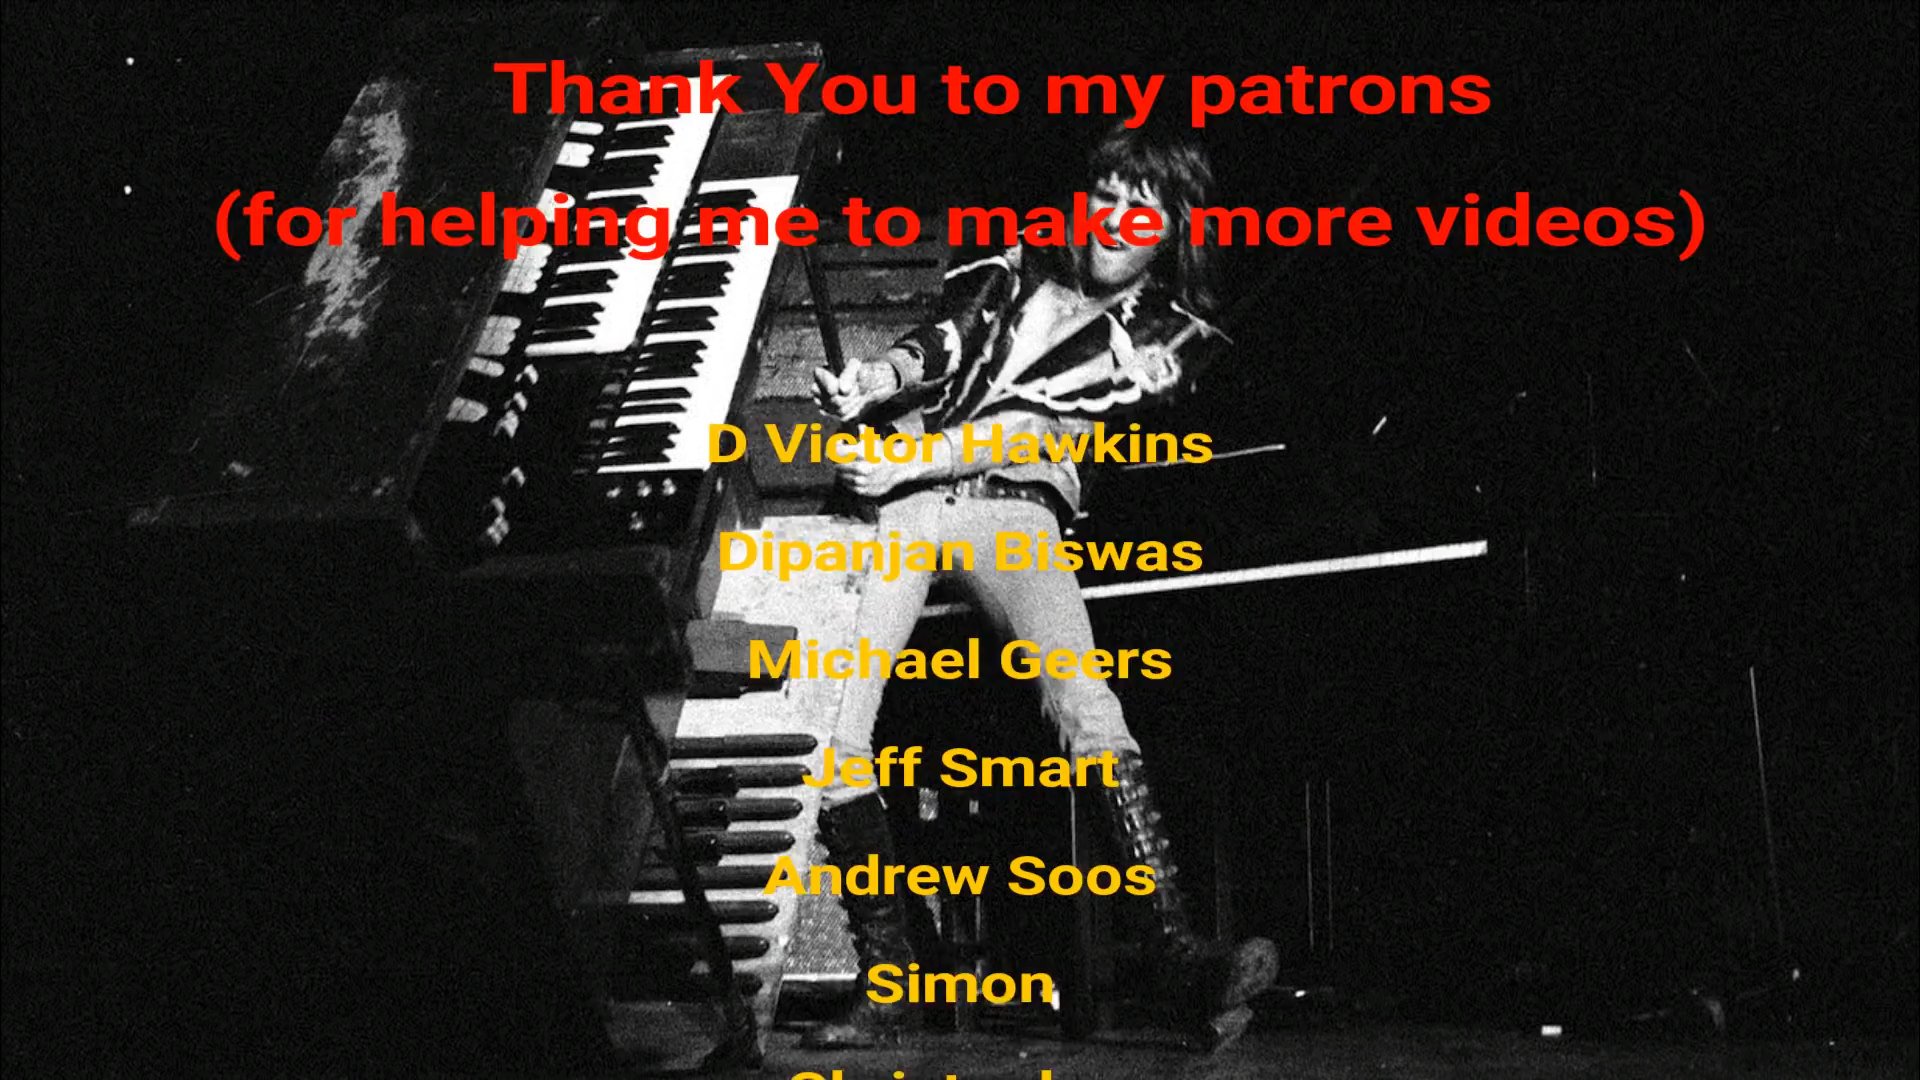 Thank You to my patrons
(for helping me to make more videos)
D Victor Hawkins
Dipanjan Biswas
Michael Geers
Jeff Smart
Andrew Soos
Simon